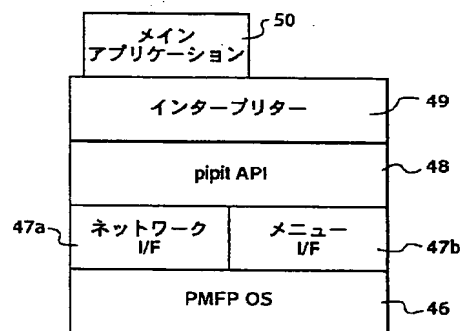 メイン
アプリケーション
50
インタープリター
49
pipit API
48
47a
ネットワーク
I/F
メニュー
I/F
47b
PMFP OS
46